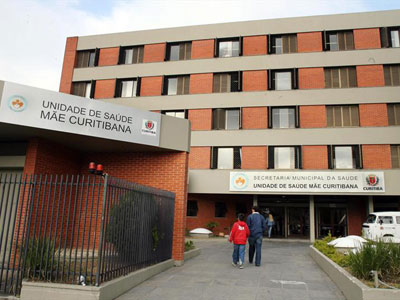 UNIDADE DE SAÚDE
MÃE CURITIBANA
CURITIBA
SECRETARIA MUNICIPAL DA SAÚDE
UNIDADE DE SAÚDE MÃE CURITIBANA
CURITIBA